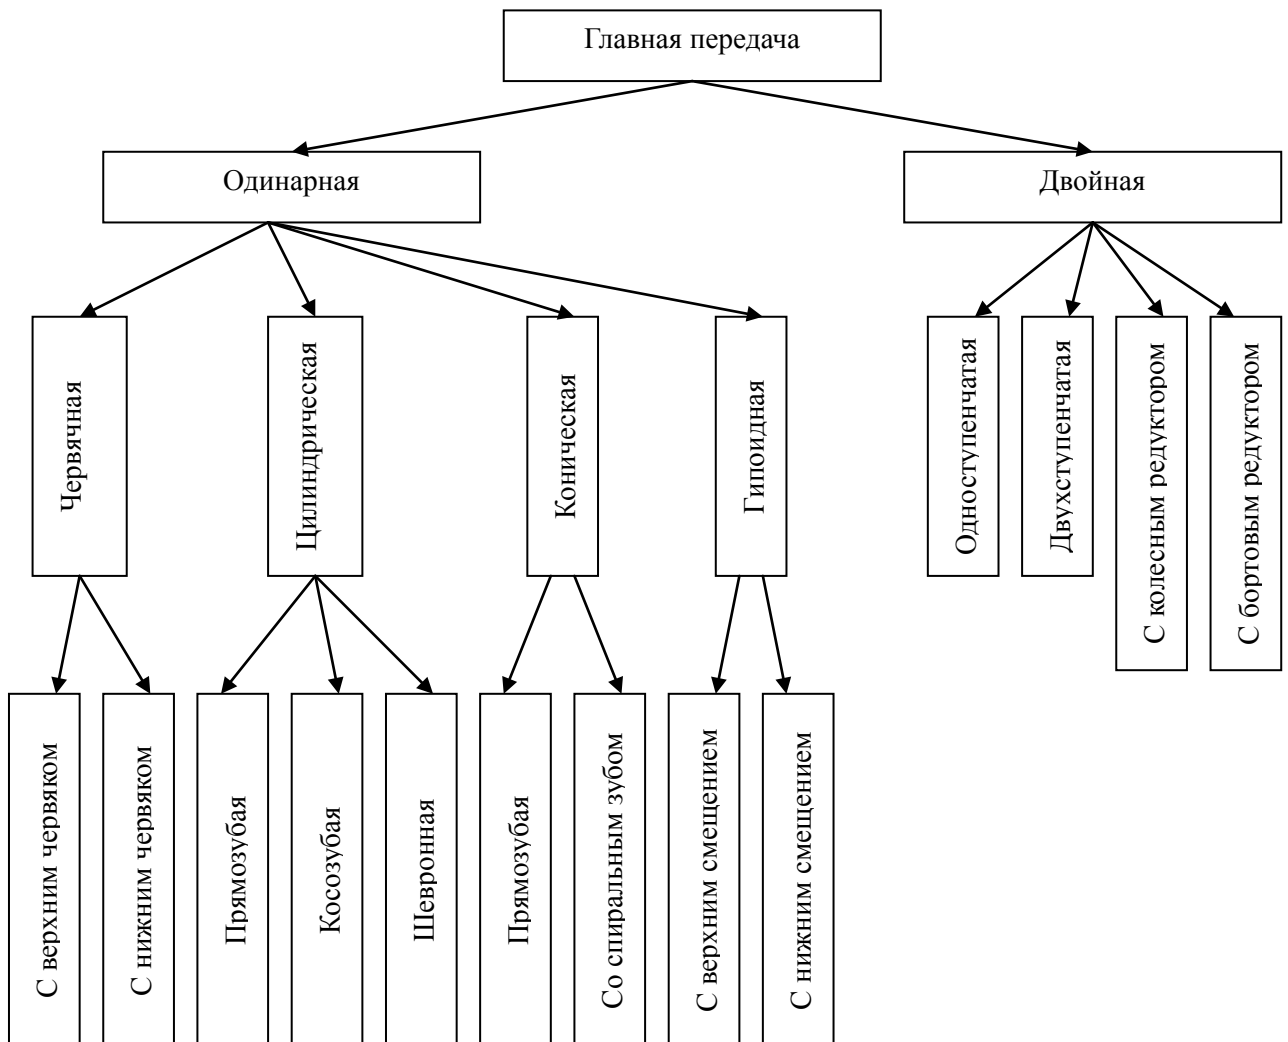 Главная передача
Одинарная
Двойная
Червячная
Цилиндрическая
Коническая
Гипоидная
Одноступенчатая
Двухступенчатая
С колесным редуктором
С бортовым редуктором
С верхним червяком
С нижним червяком
Прямозубая
Косозубая
Шевронная
Прямозубая
Со спиральным зубом
С верхним смещением
С нижним смещением